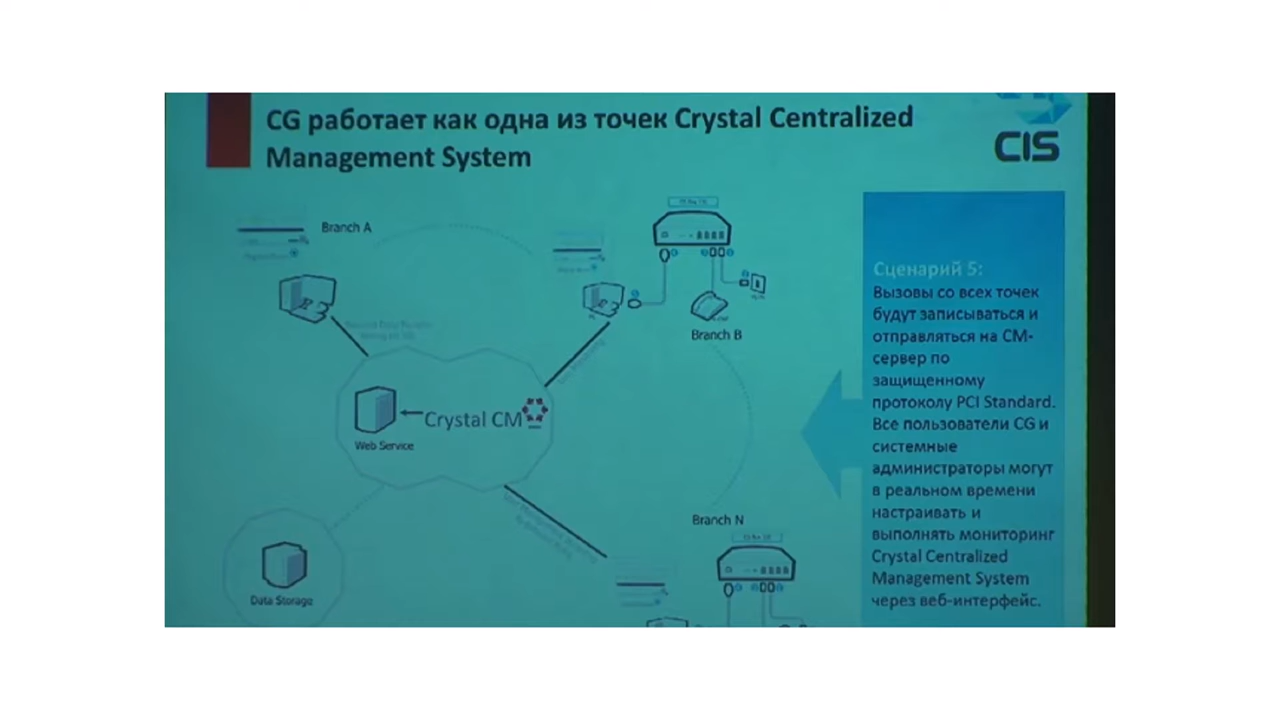 CG работает как одна из точек Crystal Centralized
Management System
CIS
Branch A
Branch B
Crystal CM
Web Service
Branch N
Data Storage
Сценарий 5:
Вызовы со всех точек
будут записываться и
отправляться на CM-
сервер по
защищенному
протоколу PCI Standard.
Все пользователи CG и
системные
администраторы могут
в реальном времени
настраивать и
выполнять мониторинг
Crystal Centralized
Management System
через веб-интерфейс.